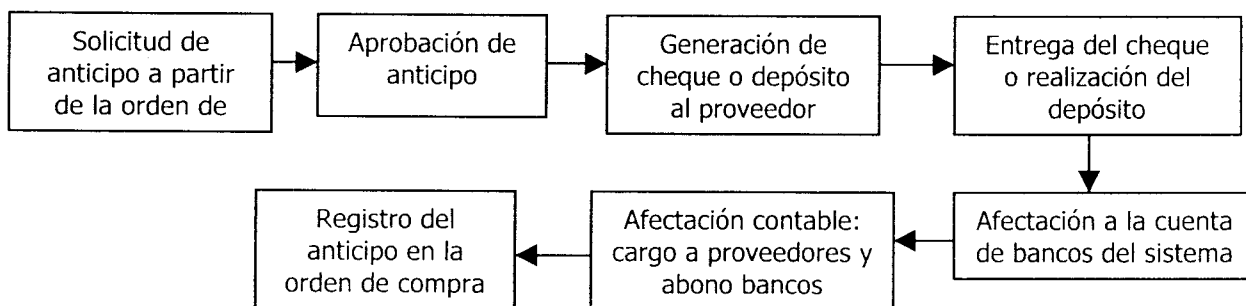 Solicitud de
anticipo a partir
de la orden de
Aprobación de
anticipo
Generación de
cheque o depósito
al proveedor
Entrega del cheque
o realización del
depósito
Afectación a la cuenta
de bancos del sistema
Afectación contable:
cargo a proveedores y
abono bancos
Registro del
anticipo en la
orden de compra